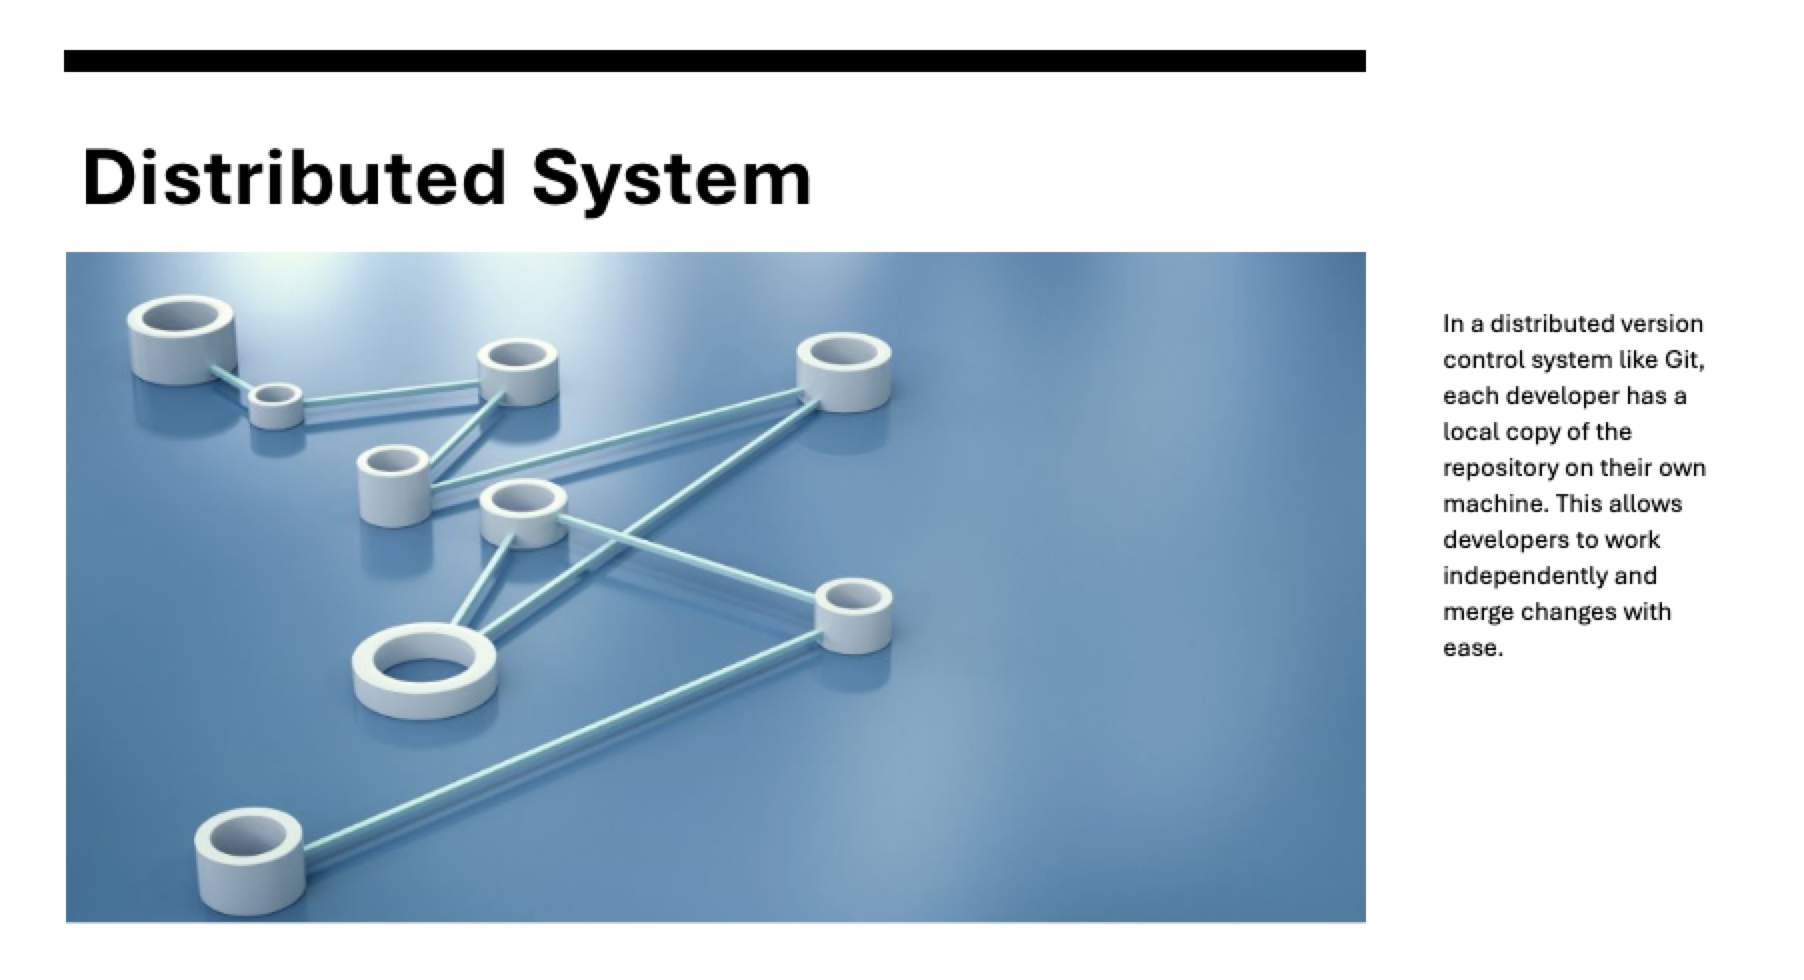 Distributed System
In a distributed version
control system like Git,
each developer has a
local copy of the
repository on their own
machine. This allows
developers to work
independently and
merge changes with
ease.